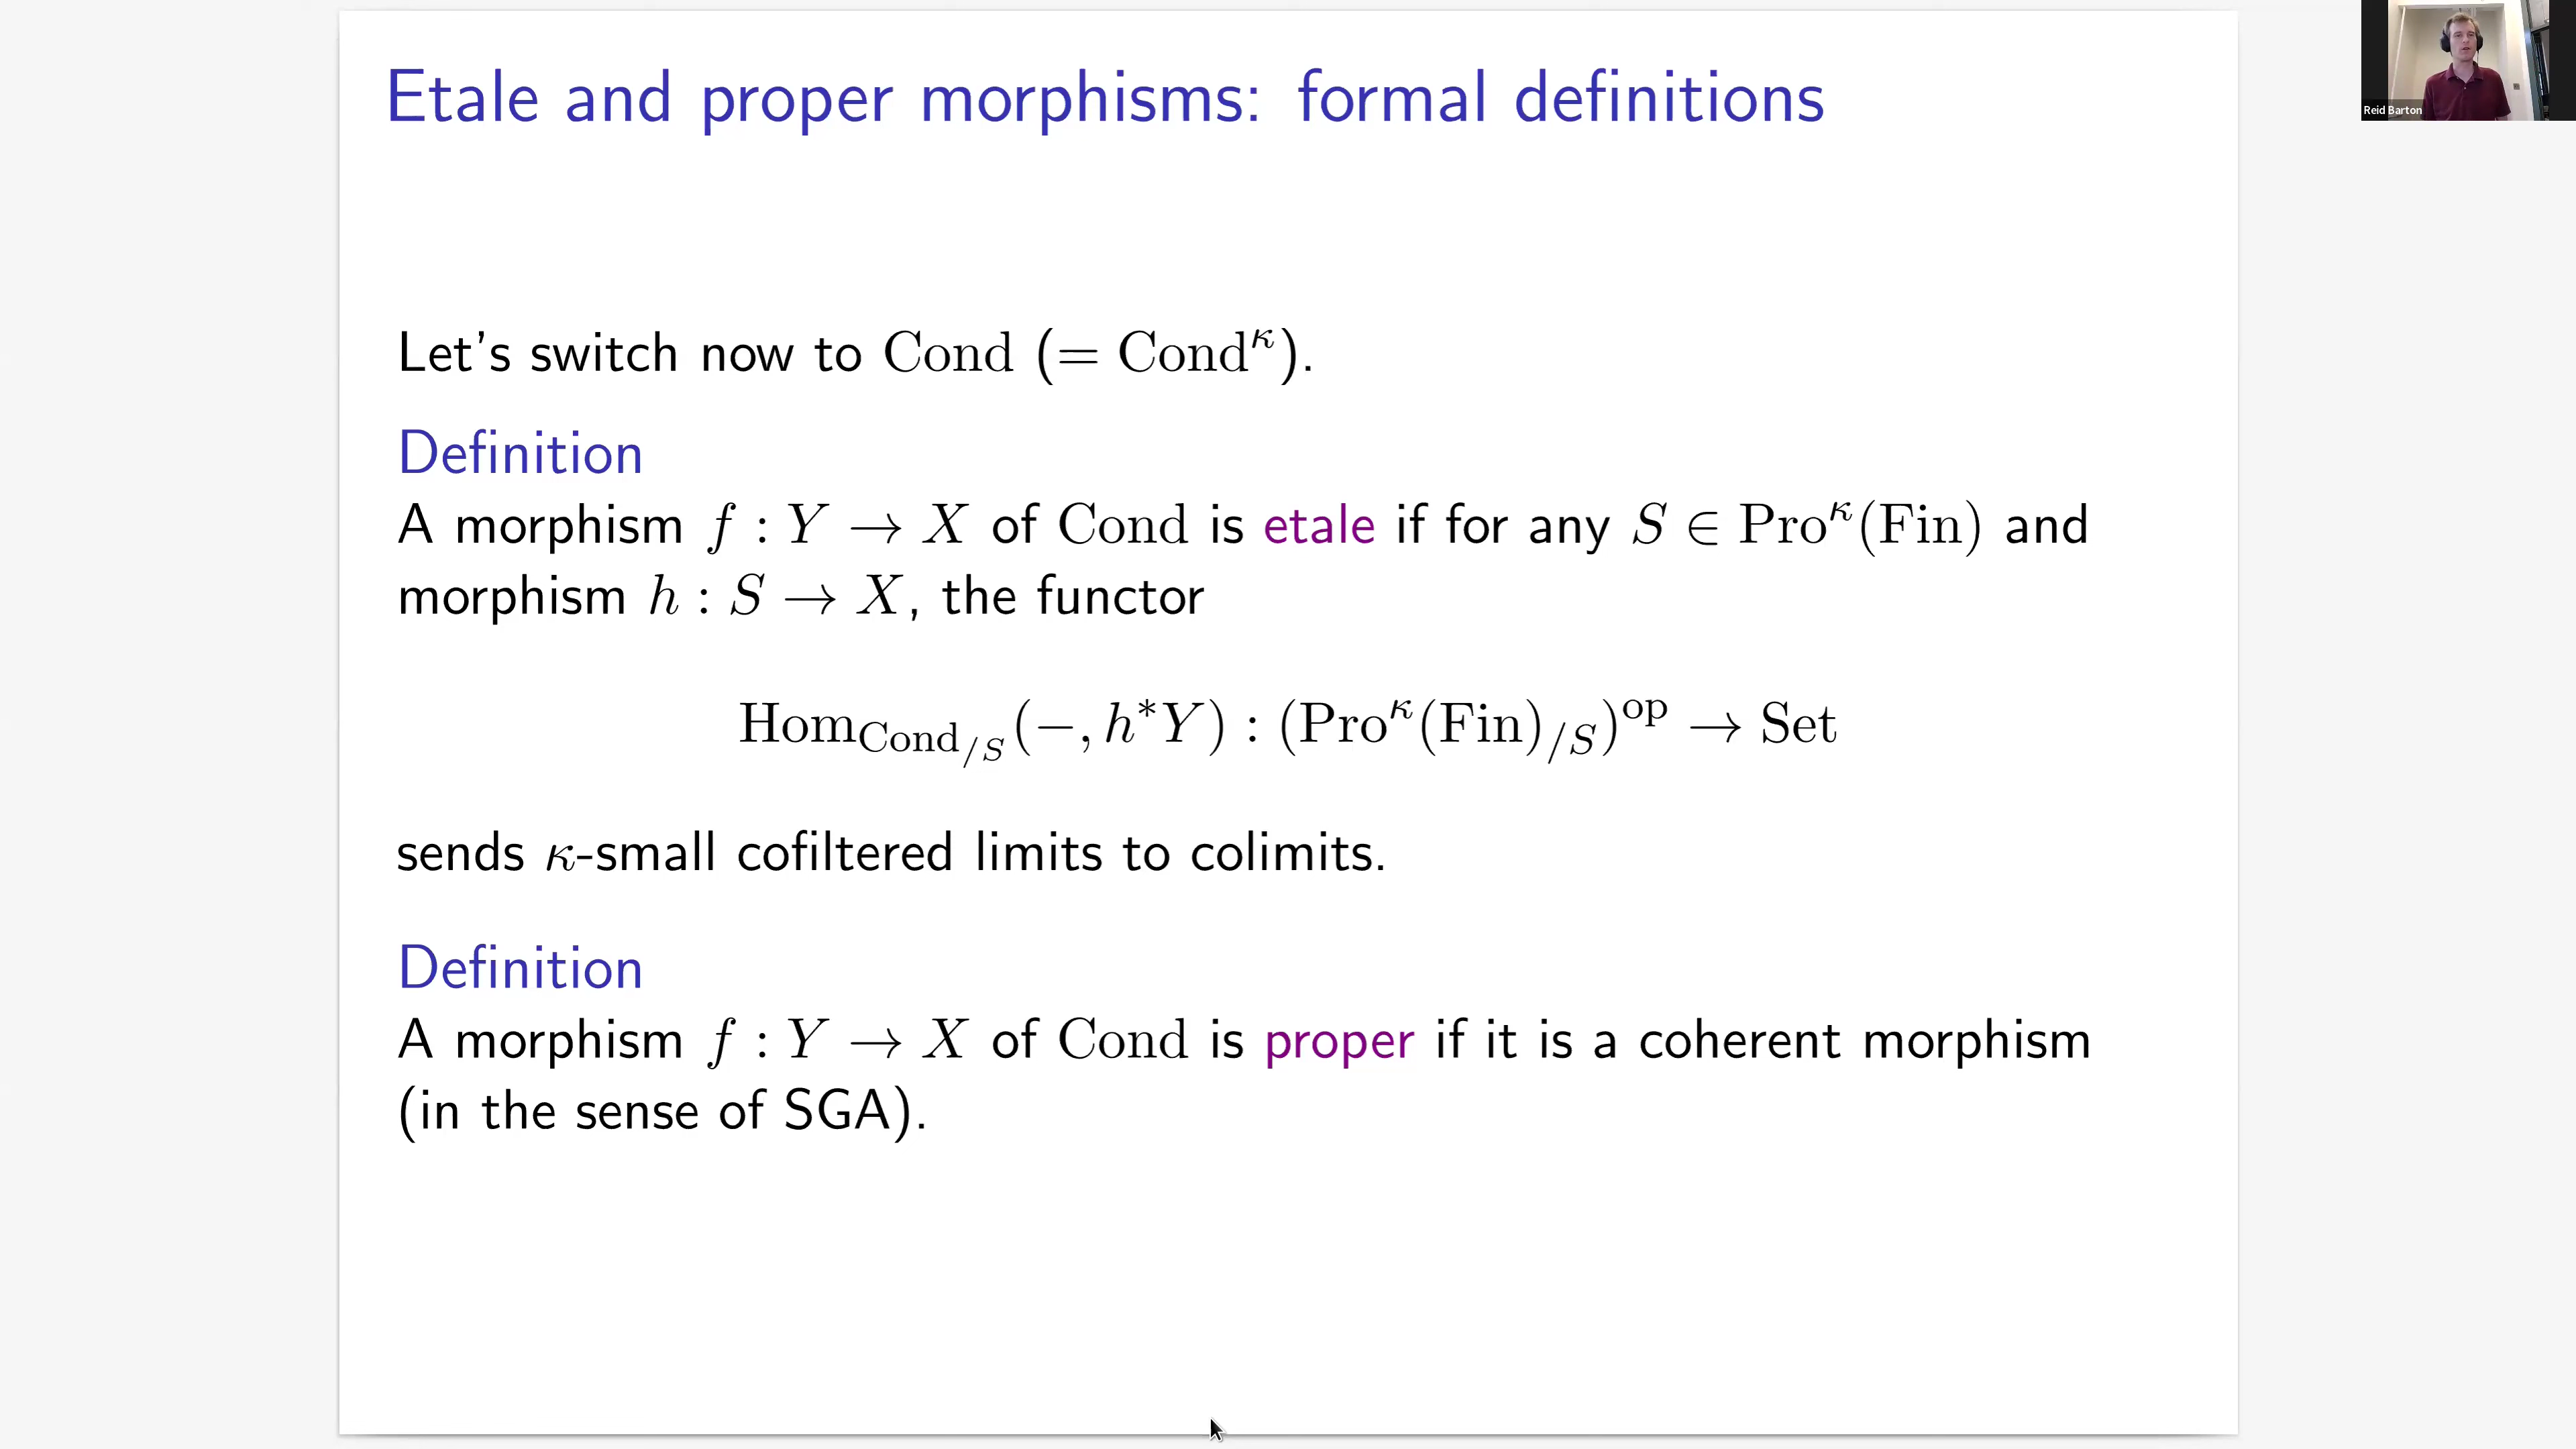 Etale and proper morphisms: formal definitions
Reid Barton
Let's switch now to Cond (= Cond^κ).
Definition
A morphism f : Y → X of Cond is etale if for any S ∈ Pro^κ(Fin) and
morphism h : S → X, the functor
Hom_{Cond_{/S}}(−, h*Y) : (Pro^κ(Fin)_{/S})^op → Set
sends κ-small cofiltered limits to colimits.
Definition
A morphism f : Y → X of Cond is proper if it is a coherent morphism
(in the sense of SGA).